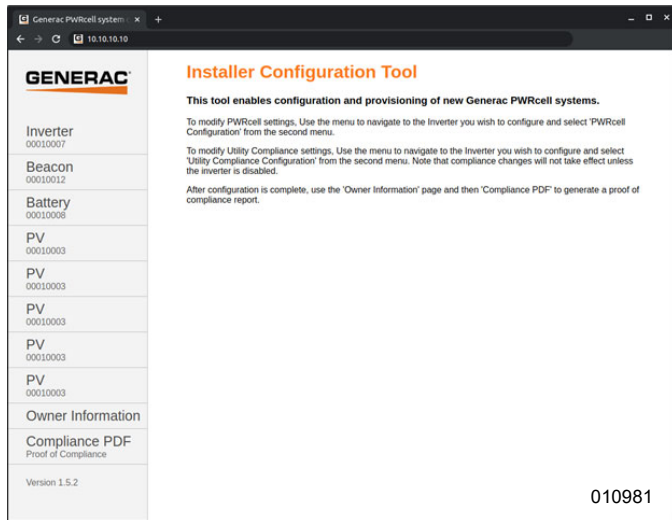 Generac PWRcell system c
10.10.10.10
GENERAC
Inverter
00010007
Beacon
00010012
Battery
00010008
PV
00010003
PV
00010003
PV
00010003
PV
00010003
PV
00010003
Owner Information
Compliance PDF
Proof of Compliance
Version 1.5.2
Installer Configuration Tool
This tool enables configuration and provisioning of new Generac PWRcell systems.
To modify PWRcell settings, Use the menu to navigate to the Inverter you wish to configure and select 'PWRcell
Configuration' from the second menu.
To modify Utility Compliance settings, Use the menu to navigate to the Inverter you wish to configure and select
'Utility Compliance Configuration' from the second menu. Note that compliance changes will not take effect unless
the inverter is disabled.
After configuration is complete, use the 'Owner Information' page and then 'Compliance PDF' to generate a proof of
compliance report.
010981